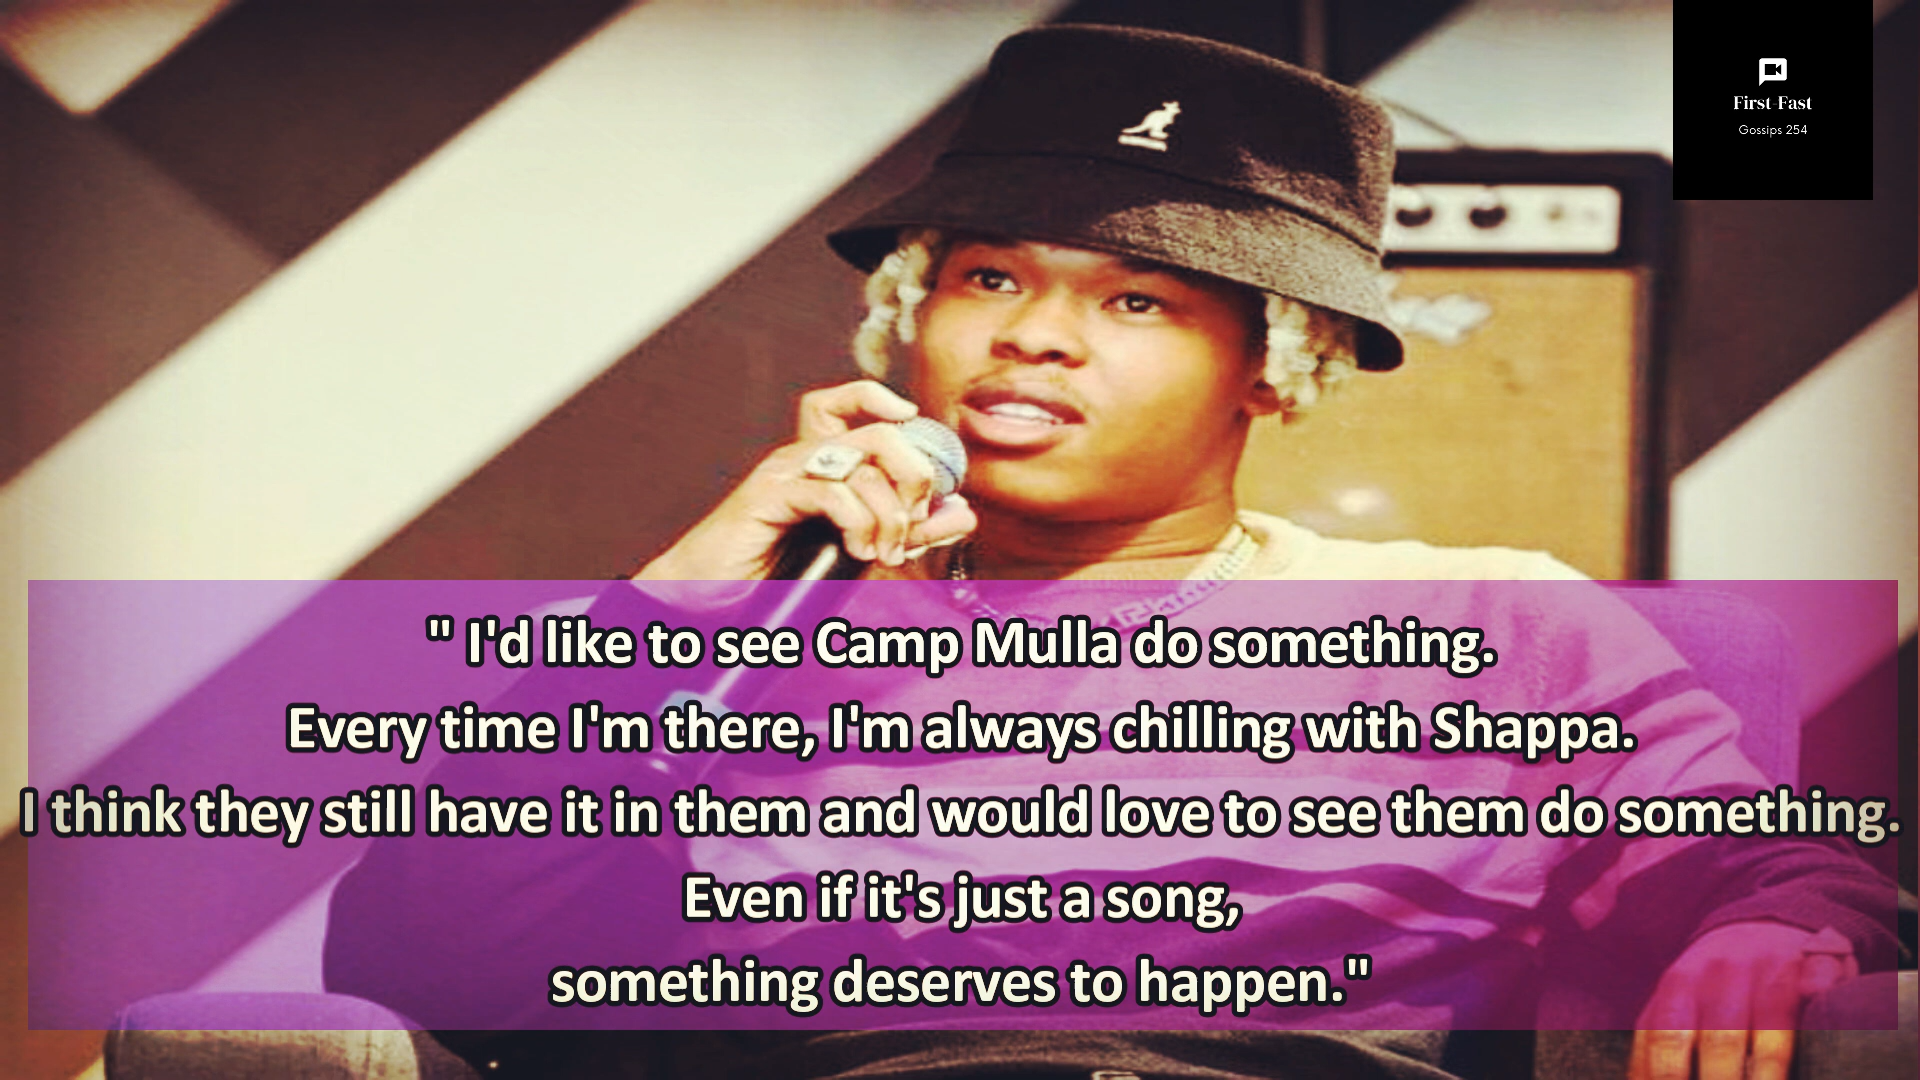 First-Fast
Gossips 254
" I'd like to see Camp Mulla do something.
Every time I'm there, I'm always chilling with Shappa.
I think they still have it in them and would love to see them do something.
Even if it's just a song,
something deserves to happen."